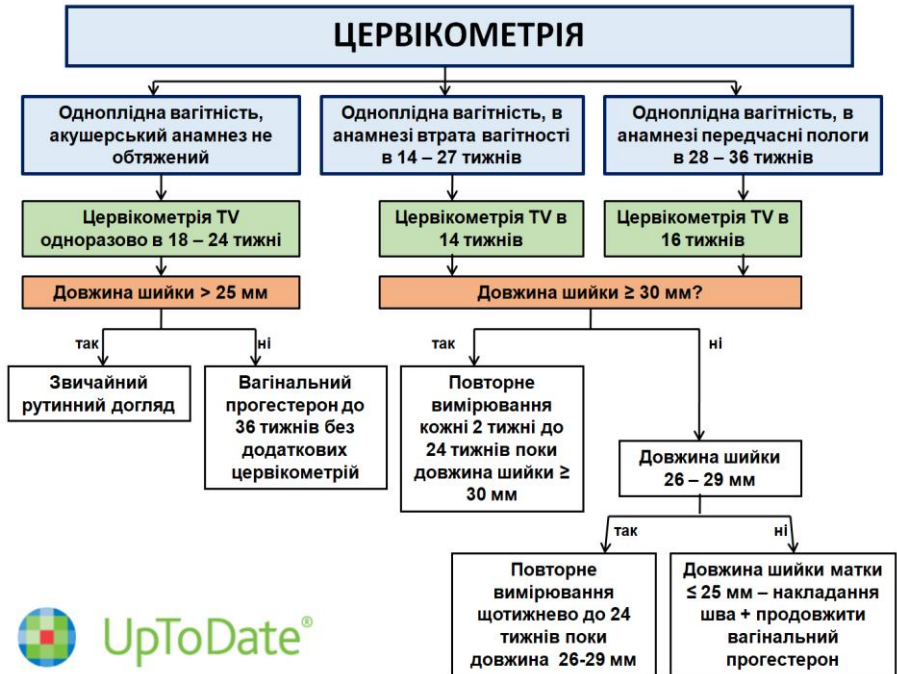 ЦЕРВІКОМЕТРІЯ
Одноплідна вагітність,
акушерський анамнез не
обтяжений
Одноплідна вагітність, в
анамнезі втрата вагітності
в 14 – 27 тижнів
Одноплідна вагітність, в
анамнезі передчасні пологи
в 28 – 36 тижнів
Цервікометрія TV
одноразово в 18 – 24 тижні
Цервікометрія TV в
14 тижнів
Цервікометрія TV в
16 тижнів
Довжина шийки > 25 мм
Довжина шийки ≥ 30 мм?
так
ні
так
ні
Звичайний
рутинний догляд
Вагінальний
прогестерон до
36 тижнів без
додаткових
цервікометрій
Повторне
вимірювання
кожні 2 тижні до
24 тижнів поки
довжина шийки ≥
30 мм
Довжина шийки
26 – 29 мм
так
ні
Повторне
вимірювання
щотижнево до 24
тижнів поки
довжина 26-29 мм
Довжина шийки матки
≤ 25 мм – накладання
шва + продовжити
вагінальний
прогестерон
UpToDate®